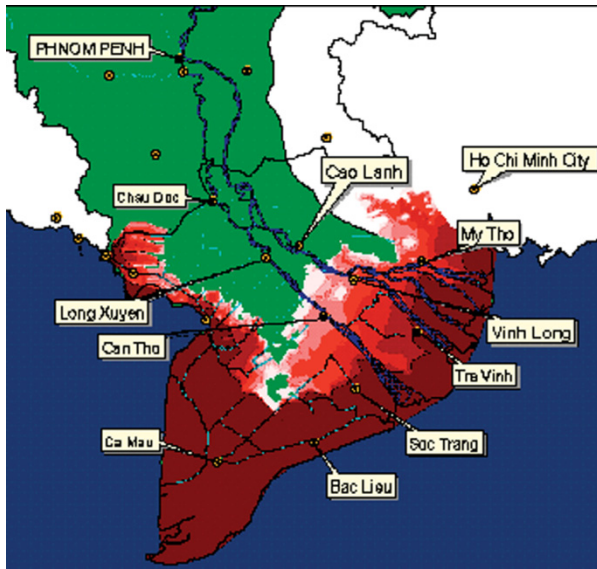 PHNOM PENH
Cao Lanh
Ho Chi Minh City
Chau Doc
My Tho
Long Xuyen
Vinh Long
Can Tho
Tra Vinh
Ca Mau
Soc Trang
Bac Lieu